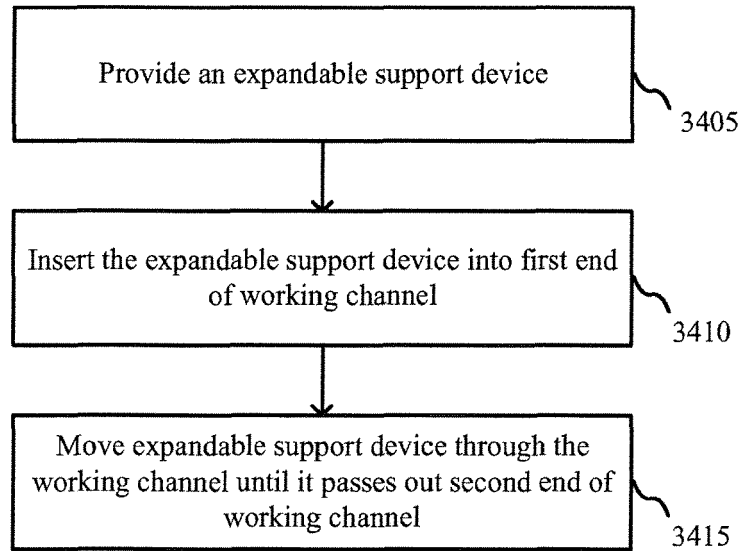 Provide an expandable support device
3405
Insert the expandable support device into first end
of working channel
3410
Move expandable support device through the
working channel until it passes out second end of
working channel
3415